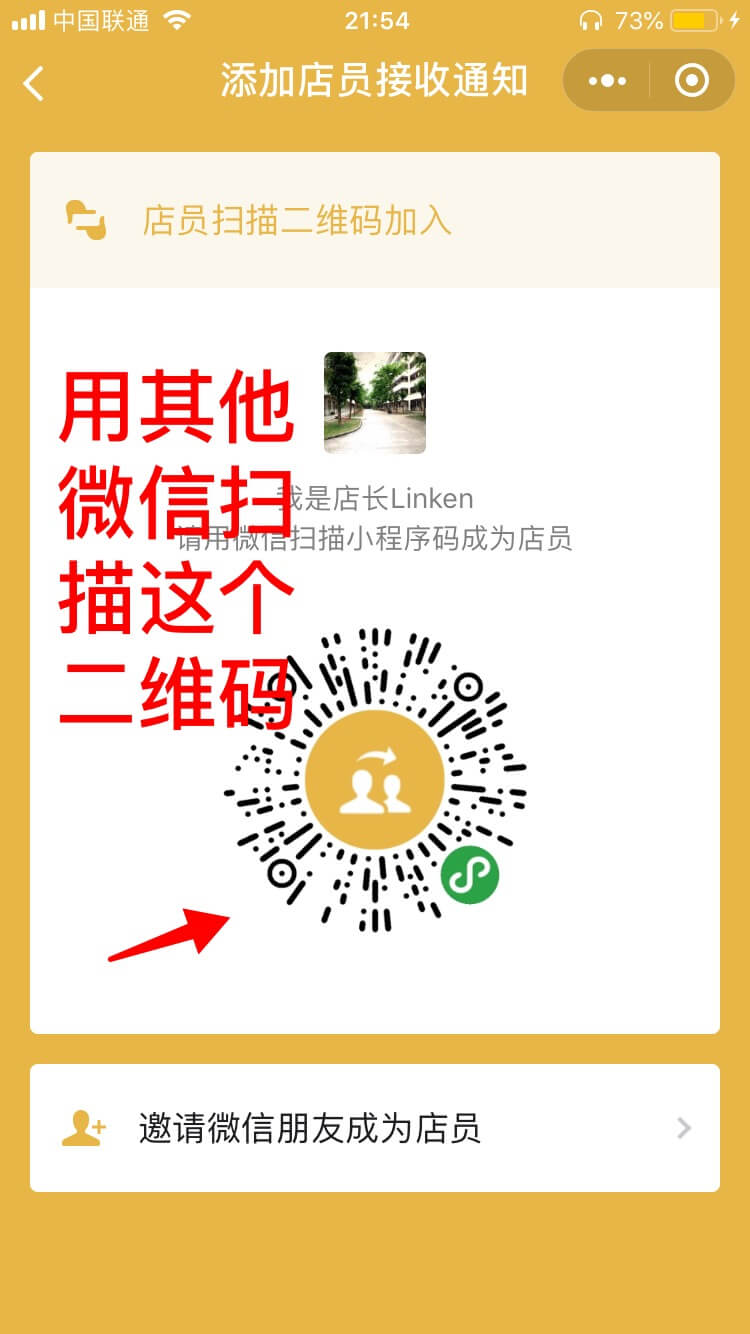 中国联通
21:54
73%
添加店员接收通知
店员扫描二维码加入
用其他
微信扫
描这个
二维码
我是店长Linken
请用微信扫描小程序码成为店员
邀请微信朋友成为店员